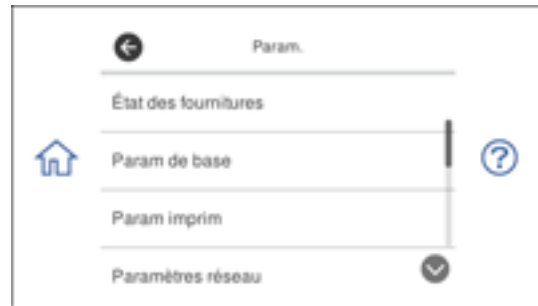 Param.
État des fournitures
Param de base
Param imprim
Paramètres réseau